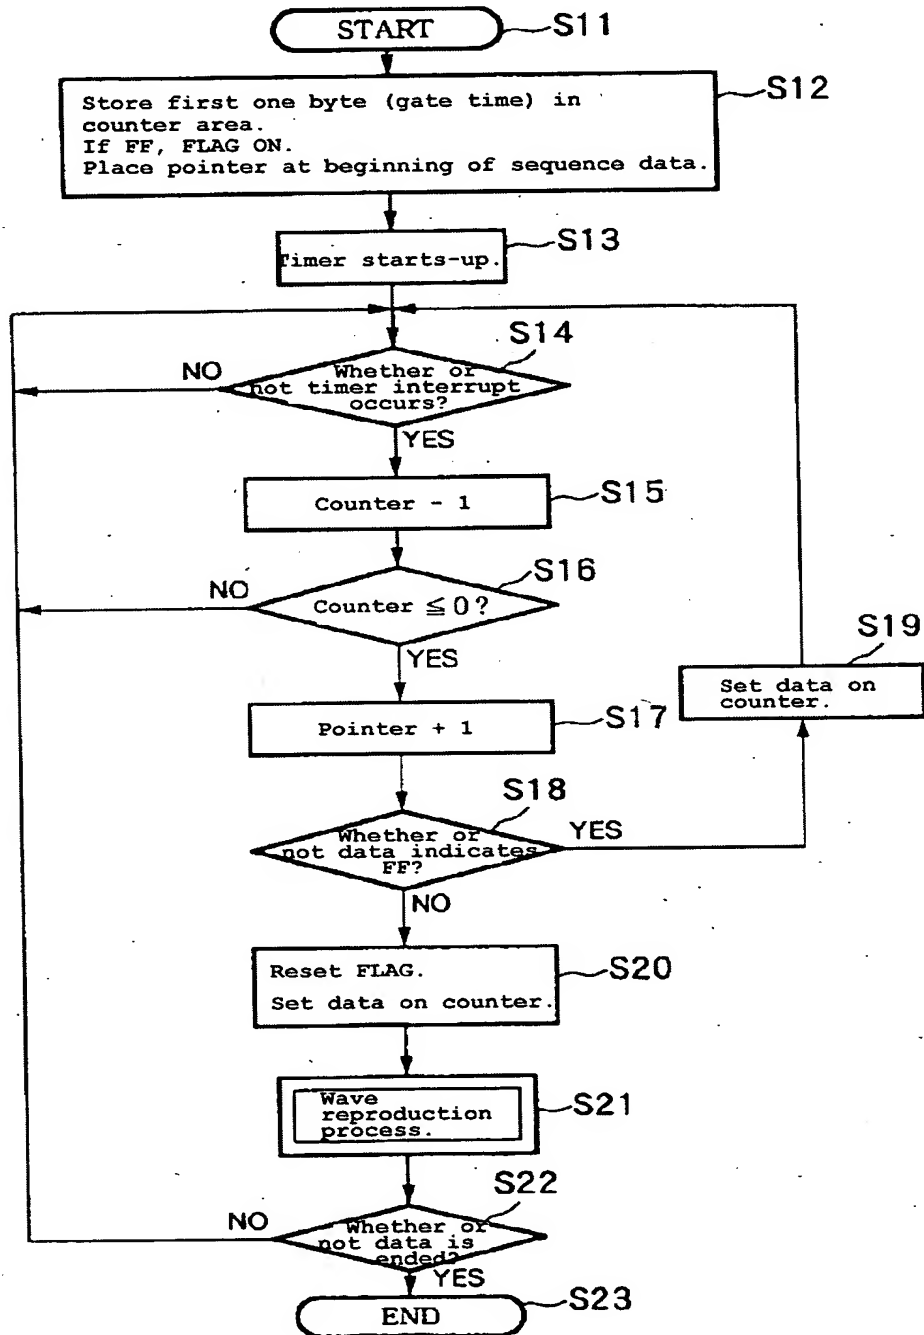 START
S11
Store first one byte (gate time) in
counter area.
If FF, FLAG ON.
Place pointer at beginning of sequence data.
S12
Timer starts-up.
S13
S14
Whether or
not timer interrupt
occurs?
NO
YES
Counter - 1
S15
S16
Counter ≦ 0 ?
NO
YES
S19
Set data on
counter.
Pointer + 1
S17
S18
Whether or
not data indicates
FF?
YES
NO
Reset FLAG.
Set data on counter.
S20
Wave
reproduction
process.
S21
S22
Whether or
not data is
ended?
NO
YES
END
S23